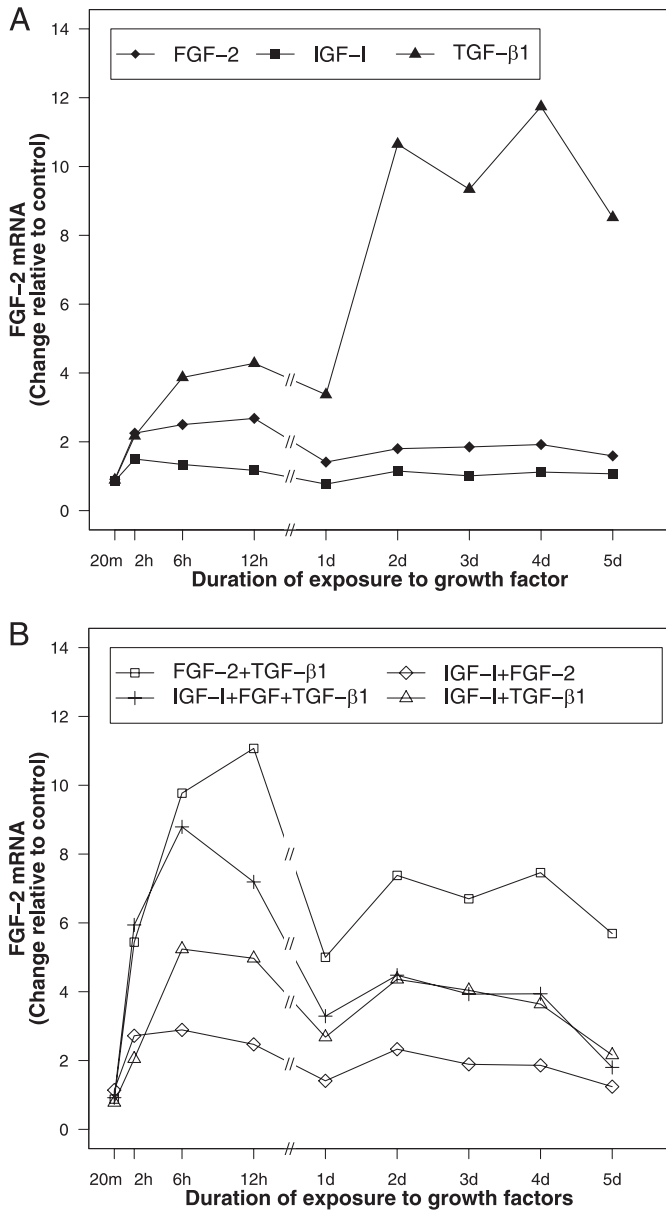 A
FGF−2 IGF−I TGF−β1
FGF−2 mRNA
(Change relative to control)
14
12
10
8
6
4
2
0
20m 2h 6h 12h 1d 2d 3d 4d 5d
Duration of exposure to growth factor
B
FGF−2+TGF−β1 IGF−I+FGF−2
IGF−I+FGF+TGF−β1 IGF−I+TGF−β1
FGF−2 mRNA
(Change relative to control)
14
12
10
8
6
4
2
0
20m 2h 6h 12h 1d 2d 3d 4d 5d
Duration of exposure to growth factors